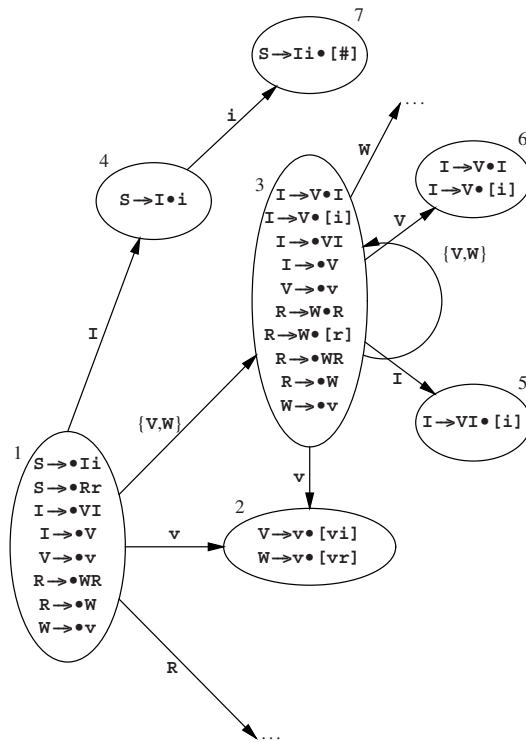 7
S→Ii•[#]
i
...
W
4
S→I•i
3
I→V•I
I→V•[i]
I→•VI
I→•V
V→•v
R→W•R
R→W•[r]
R→•WR
R→•W
W→•v
6
I→V•I
I→V•[i]
V
{V,W}
I
5
I→VI•[i]
I
{V,W}
1
S→•Ii
S→•Rr
I→•VI
I→•V
V→•v
R→•WR
R→•W
W→•v
v
v
2
V→v•[vi]
W→v•[vr]
R
...